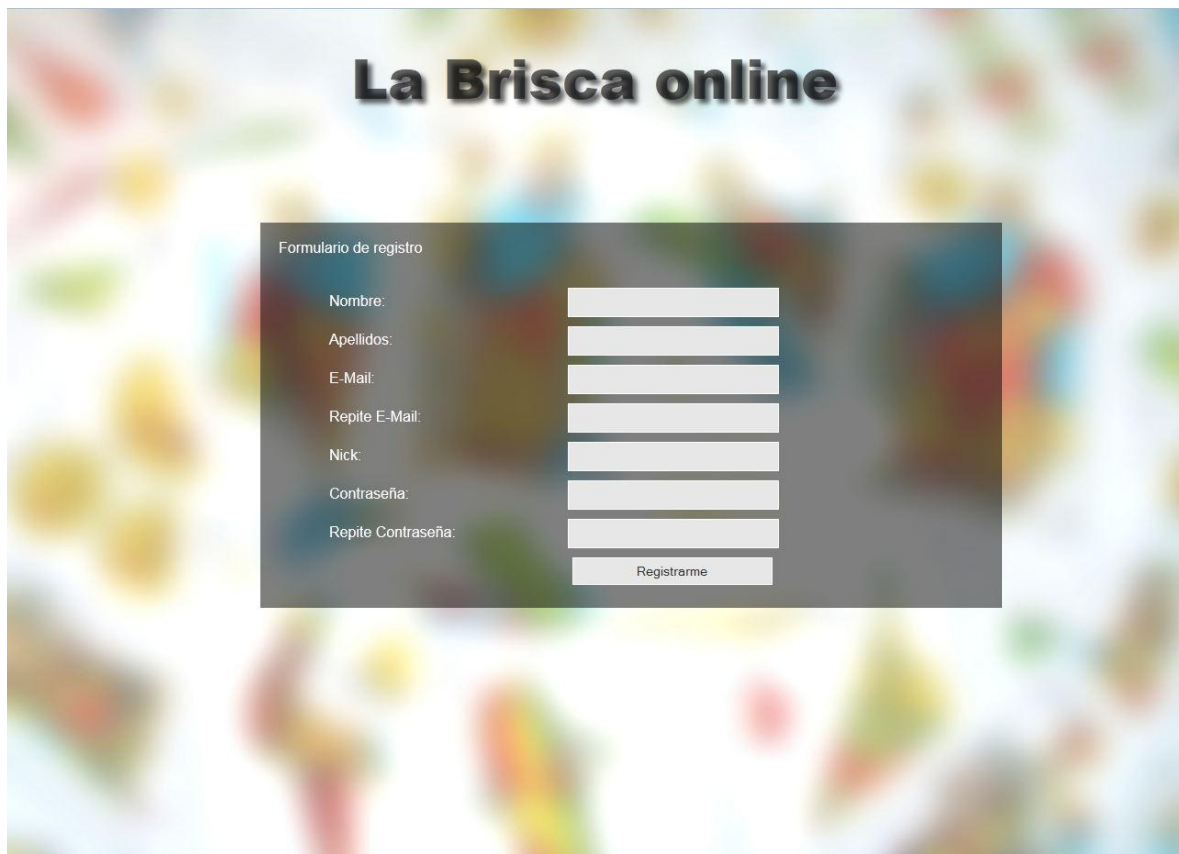 La Brisca online
Formulario de registro
Nombre:
Apellidos:
E-Mail:
Repite E-Mail:
Nick:
Contraseña:
Repite Contraseña:
Registrarme